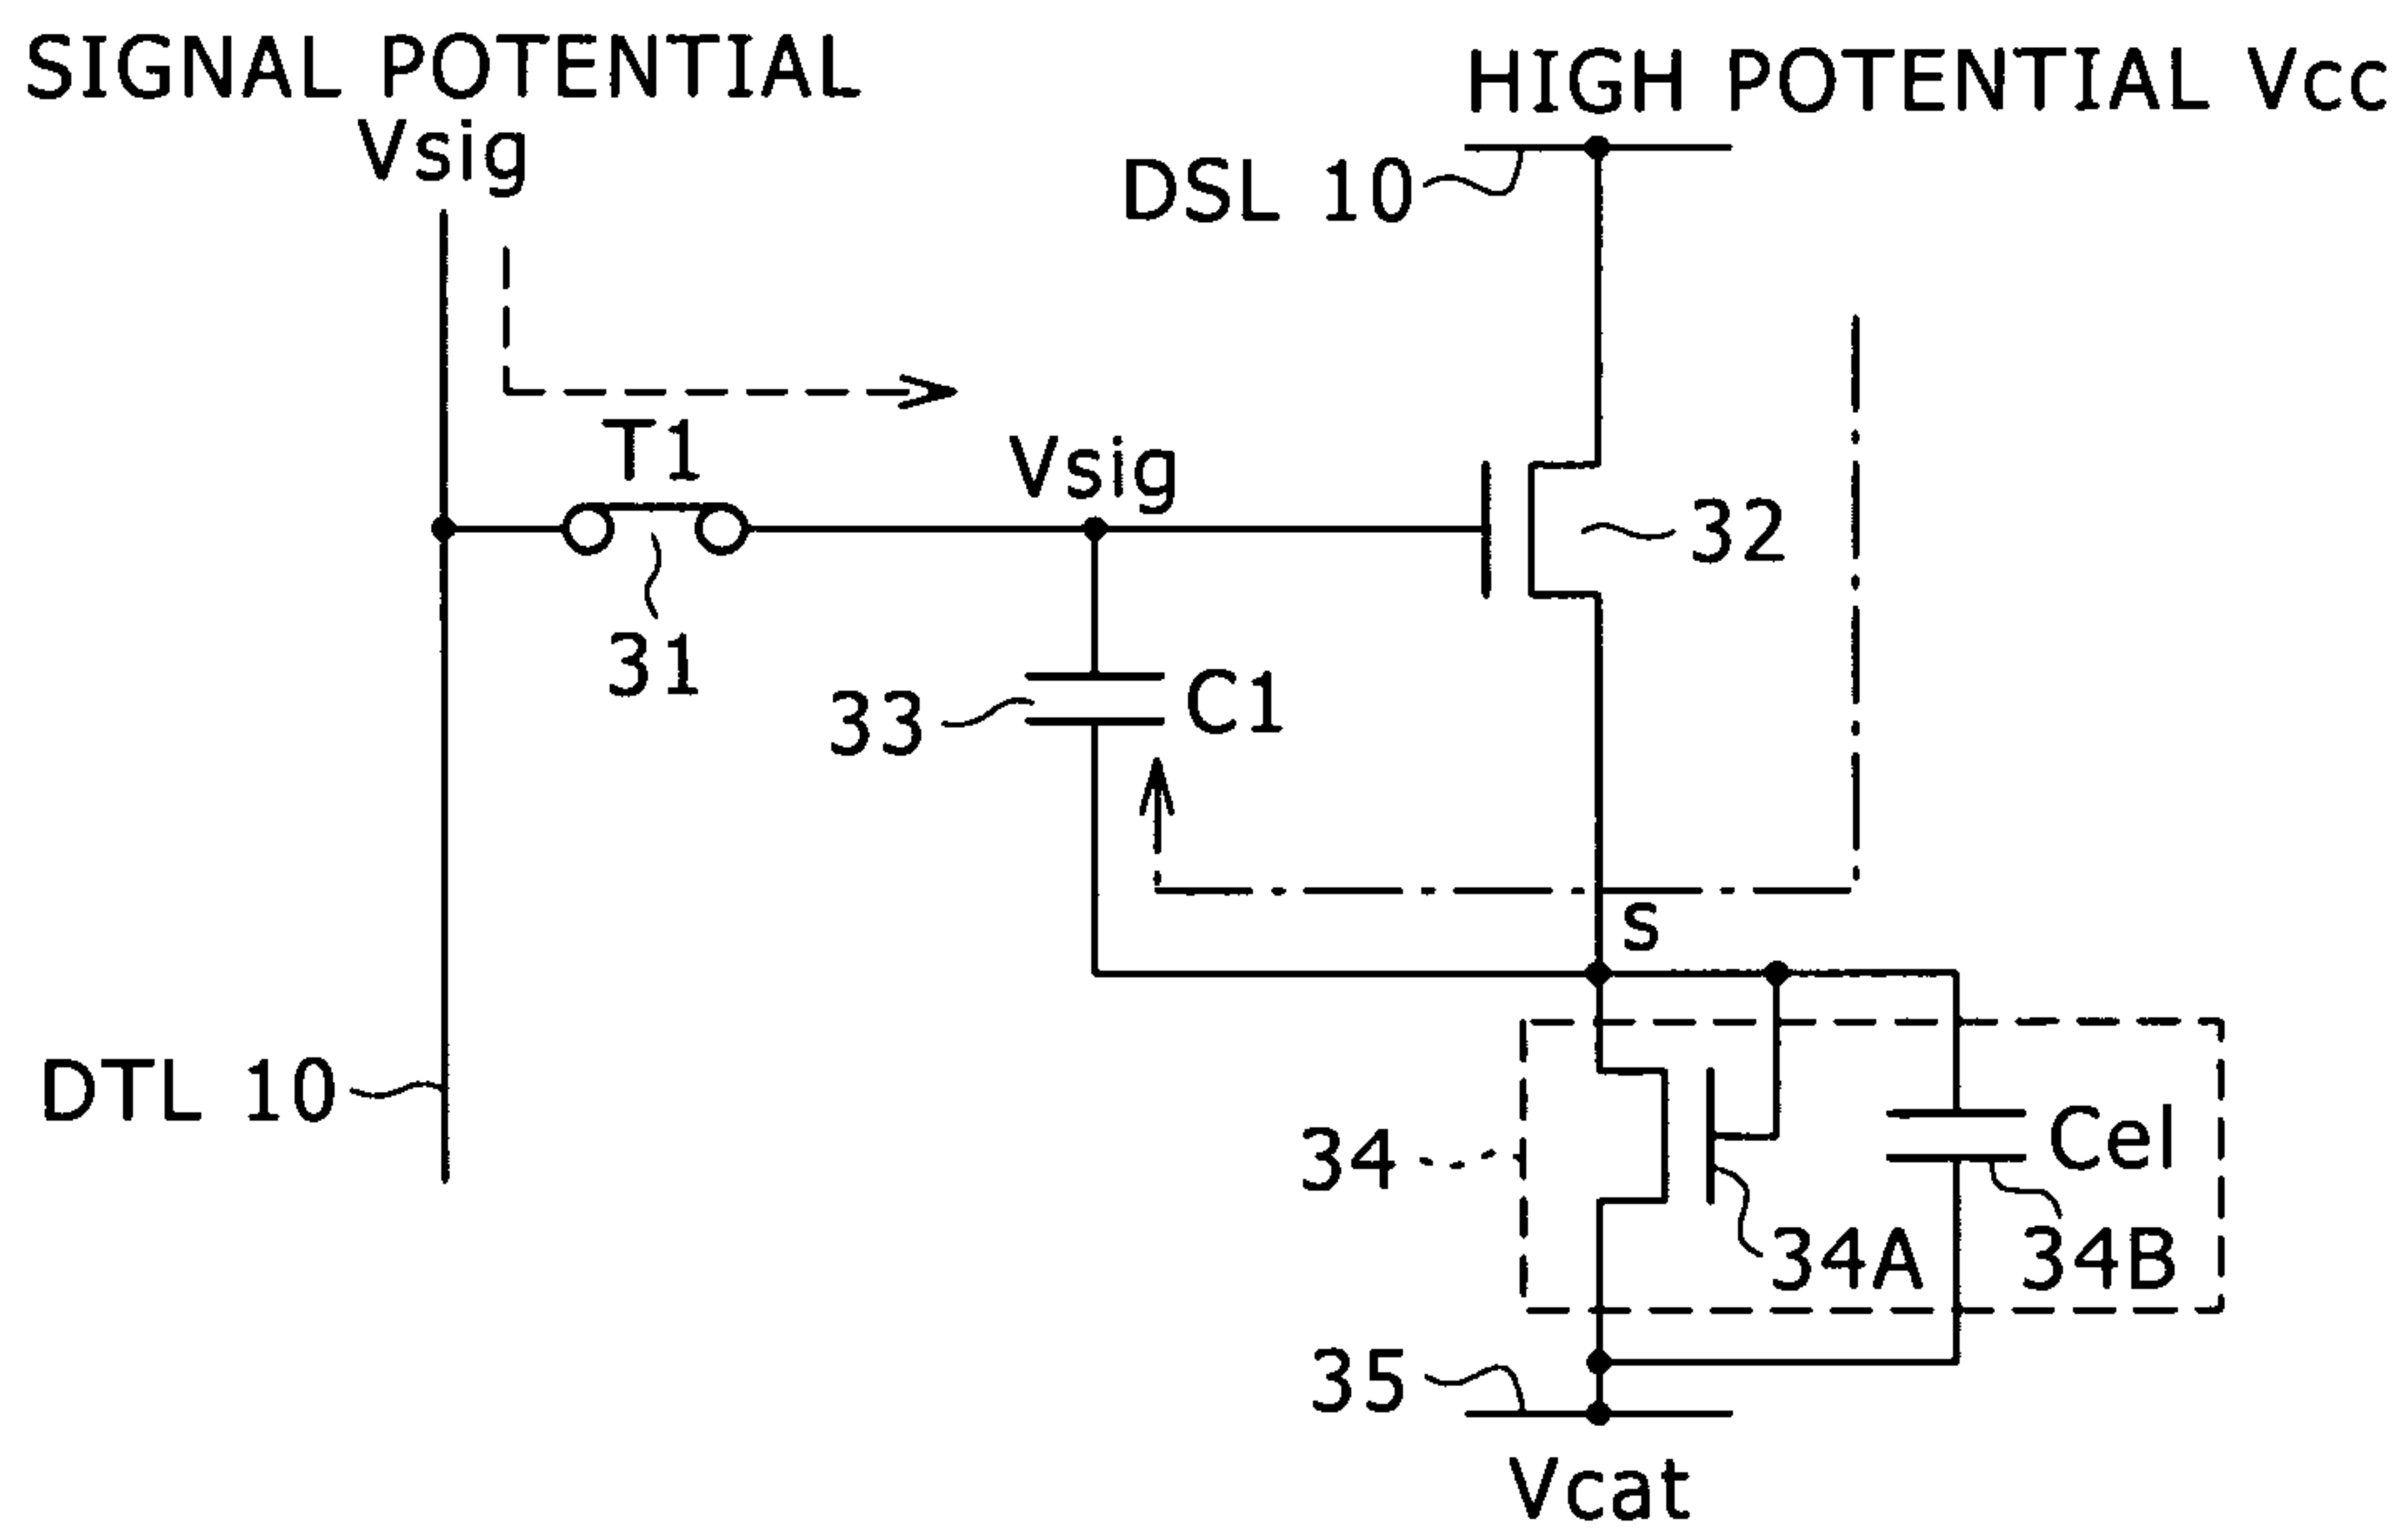 SIGNAL POTENTIAL
Vsig
HIGH POTENTIAL Vcc
DSL 10
T1
Vsig
32
31
33
C1
s
DTL 10
34
Cel
34A
34B
35
Vcat